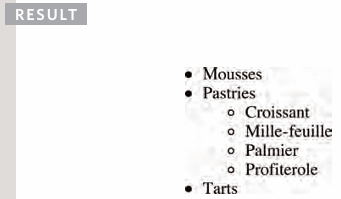 RESULT
• Mousses
• Pastries
◦ Croissant
◦ Mille-feuille
◦ Palmier
◦ Profiterole
• Tarts